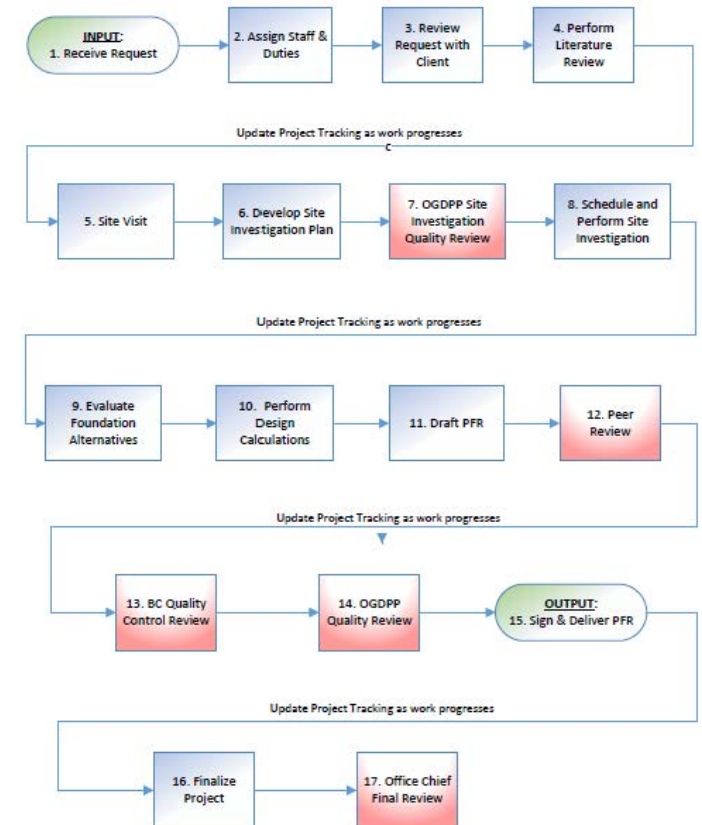 INPUT:
1. Receive Request
2. Assign Staff &
Duties
3. Review
Request with
Client
4. Perform
Literature
Review
Update Project Tracking as work progresses
c
5. Site Visit
6. Develop Site
Investigation Plan
7. OGDPP Site
Investigation
Quality Review
8. Schedule and
Perform Site
Investigation
Update Project Tracking as work progresses
9. Evaluate
Foundation
Alternatives
10. Perform
Design
Calculations
11. Draft PFR
12. Peer
Review
Update Project Tracking as work progresses
13. BC Quality
Control Review
14. OGDPP
Quality Review
OUTPUT:
15. Sign & Deliver PFR
Update Project Tracking as work progresses
16. Finalize
Project
17. Office Chief
Final Review